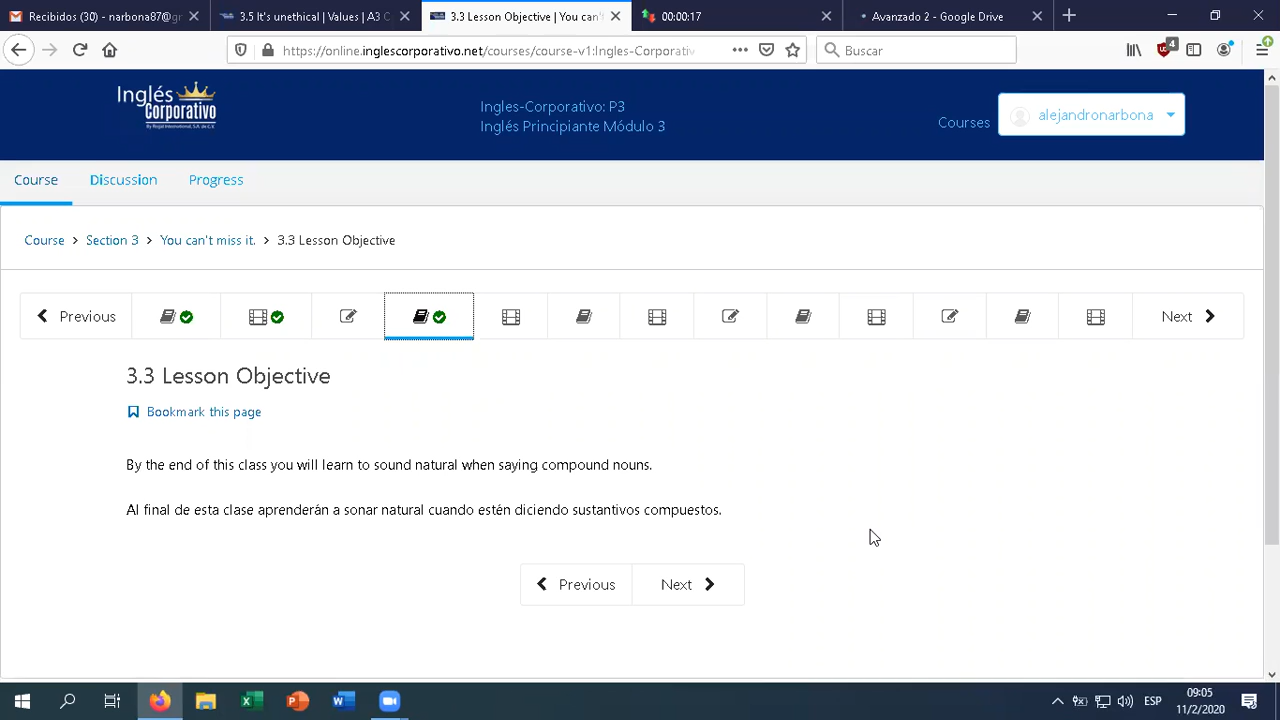 Recibidos (30) - narbona87@gr
3.5 It's unethical | Values | A3 C
3.3 Lesson Objective | You can't
00:00:17
Avanzado 2 - Google Drive
https://online.inglescorporativo.net/courses/course-v1:Ingles-Corporativ
Buscar
4
Inglés
Corporativo
By Regal International, S.A. de C.V.
Ingles-Corporativo: P3
Inglés Principiante Módulo 3
Courses
alejandronarbona
Course
Discussion
Progress
Course > Section 3 > You can't miss it. > 3.3 Lesson Objective
Previous
Next
3.3 Lesson Objective
Bookmark this page
By the end of this class you will learn to sound natural when saying compound nouns.
Al final de esta clase aprenderán a sonar natural cuando estén diciendo sustantivos compuestos.
Previous
Next
ESP
09:05
11/2/2020